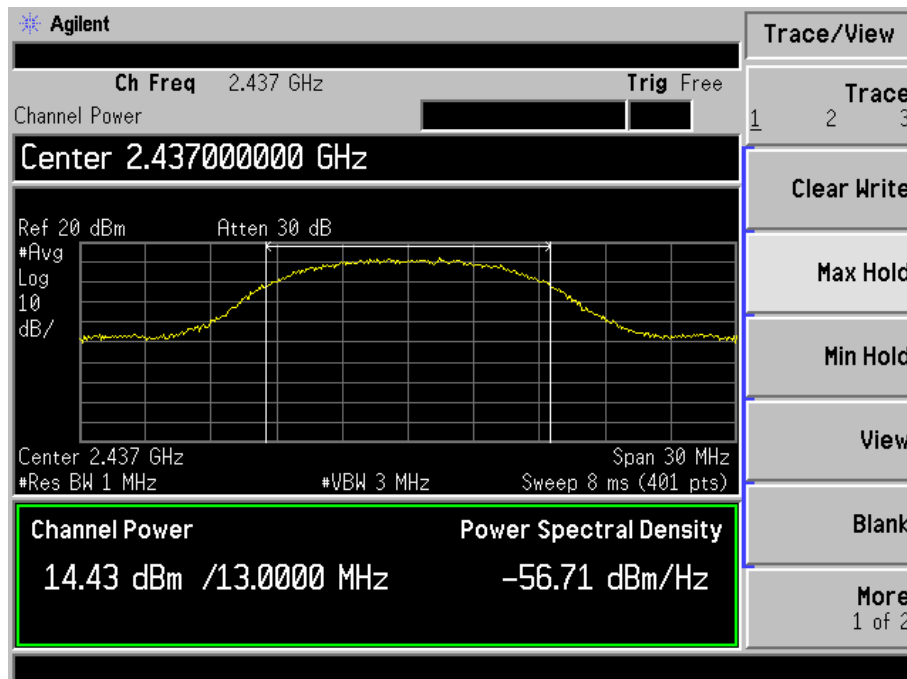 Agilent
Trace/View
Ch Freq 2.437 GHz Trig Free
Channel Power
Trace
1 2 3
Center 2.437000000 GHz
Clear Write
Ref 20 dBm Atten 30 dB
#Avg
Log
10
dB/
Max Hold
Min Hold
View
Center 2.437 GHz Span 30 MHz
#Res BW 1 MHz #VBW 3 MHz Sweep 8 ms (401 pts)
Channel Power Power Spectral Density
14.43 dBm /13.0000 MHz -56.71 dBm/Hz
Blank
More
1 of 2